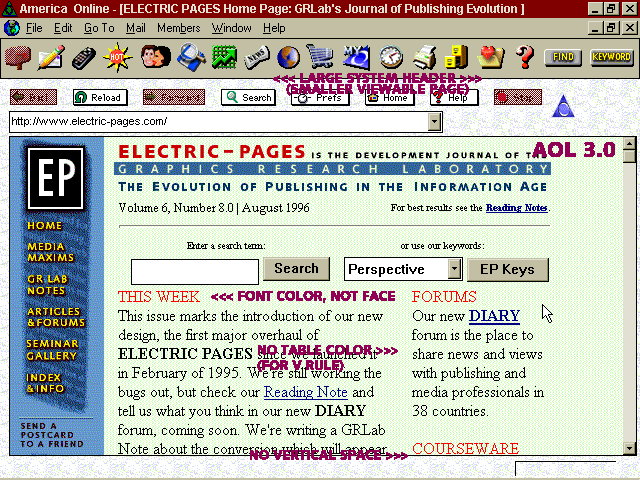 America Online - [ELECTRIC PAGES Home Page: GRLab's Journal of Publishing Evolution ]
File Edit Go To Mail Members Window Help
HOT
FIND KEYWORD
<<< LARGE SYSTEM HEADER >>>
(SMALLER VIEWABLE PAGE)
Back Reload Forward Search Prefs Home Help Stop
http://www.electric-pages.com/
AOL 3.0
EP
ELECTRIC-PAGES IS THE DEVELOPMENT JOURNAL OF THE
GRAPHICS RESEARCH LABORATORY
THE EVOLUTION OF PUBLISHING IN THE INFORMATION AGE
Volume 6, Number 8.0 | August 1996
For best results see the Reading Notes.
HOME
MEDIA
MAXIMS
GR LAB
NOTES
ARTICLES
& FORUMS
SEMINAR
GALLERY
INDEX
& INFO
SEND A
POSTCARD
TO A FRIEND
Enter a search term:
or use our keywords:
Search
Perspective
EP Keys
THIS WEEK
<<< FONT COLOR, NOT FACE
This issue marks the introduction of our new
design, the first major overhaul of
ELECTRIC PAGES since we launched it
NO TABLE COLOR >>>
(FOR V RULE)
in February of 1995. We're still working the
bugs out, but check our Reading Note and
tell us what you think in our new DIARY
forum, coming soon. We're writing a GRLab
Note about the conversion which will appear
NO VERTICAL SPACE >>>
FORUMS
Our new DIARY
forum is the place to
share news and views
with publishing and
media professionals in
38 countries.
COURSEWARE